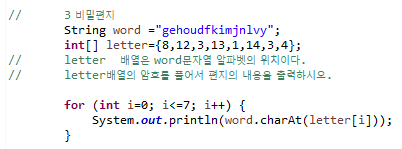 //      3 비밀편지
        String word ="gehoudfkimjnlvy";
        int[] letter={8,12,3,13,1,14,3,4};
//      letter  배열은 word문자열 알파벳의 위치이다.
//      letter배열의 암호를 풀어서 편지의 내용을 출력하시오.
        for (int i=0; i<=7; i++) {
            System.out.println(word.charAt(letter[i]));
        }